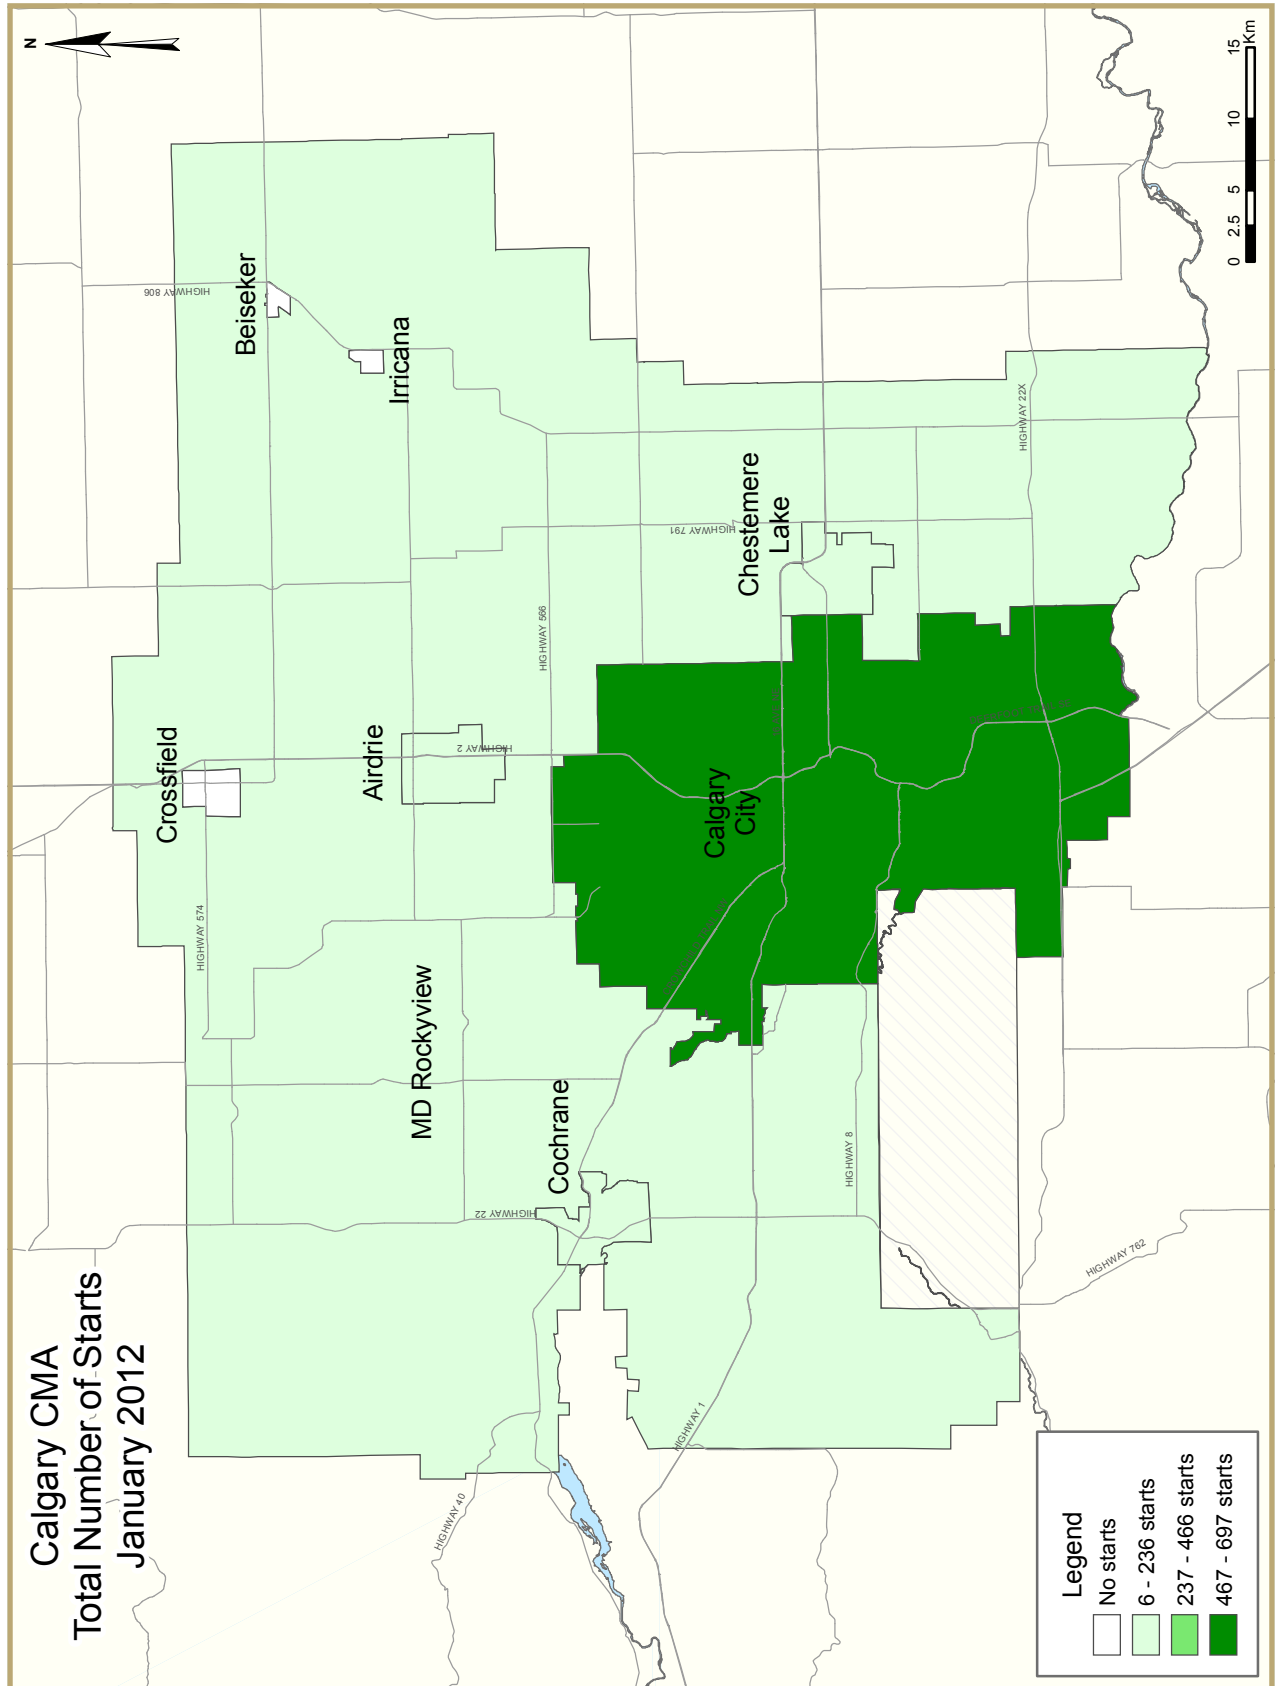 Calgary CMA
Total Number of Starts
January 2012
N
Crossfield
Beiseker
Irricana
Airdrie
MD Rockyview
Cochrane
Chestemere
Lake
Calgary
City
HIGHWAY 806
HIGHWAY 574
HIGHWAY 2
HIGHWAY 566
HIGHWAY 791
HIGHWAY 22X
HIGHWAY 22
HIGHWAY 8
HIGHWAY 1
HIGHWAY 40
HIGHWAY 762
Legend
No starts
6 - 236 starts
237 - 466 starts
467 - 697 starts
0 2.5 5 10 15
Km